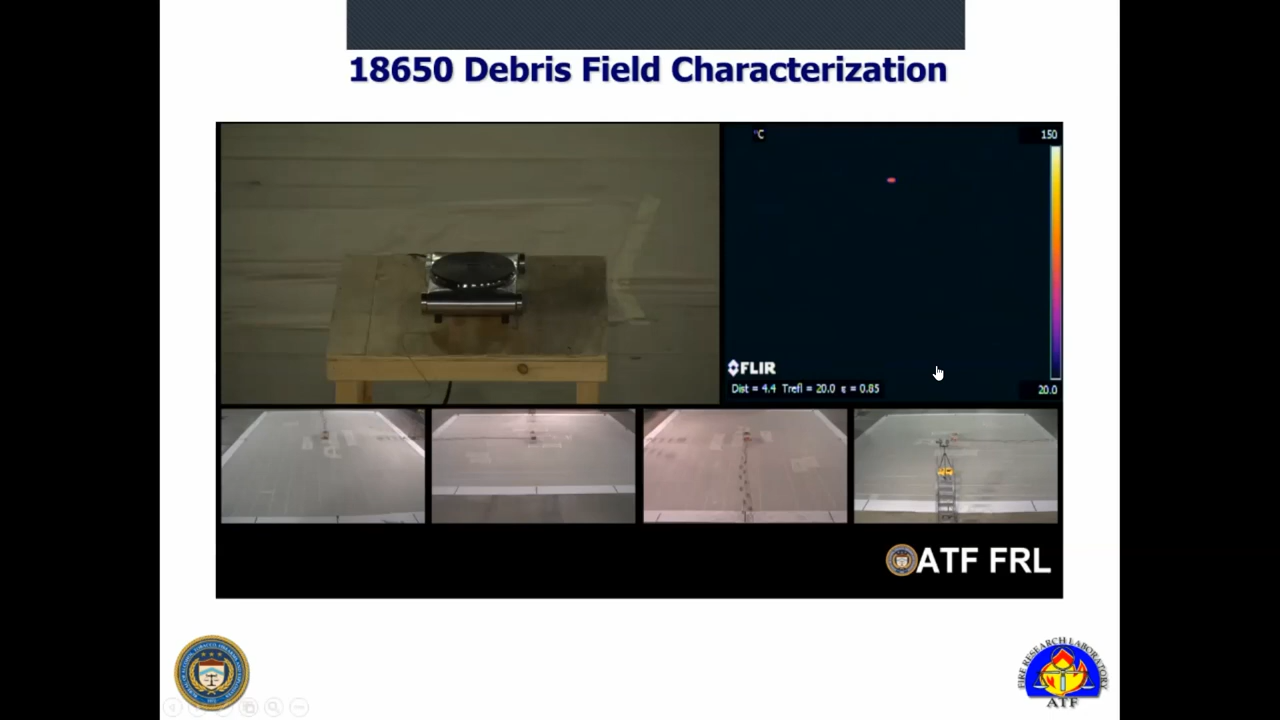 18650 Debris Field Characterization
°C
150
FLIR
Dist = 4.4 Trefl = 20.0 ε = 0.85
20.0
ATF FRL
FIRE RESEARCH LABORATORY
ATF